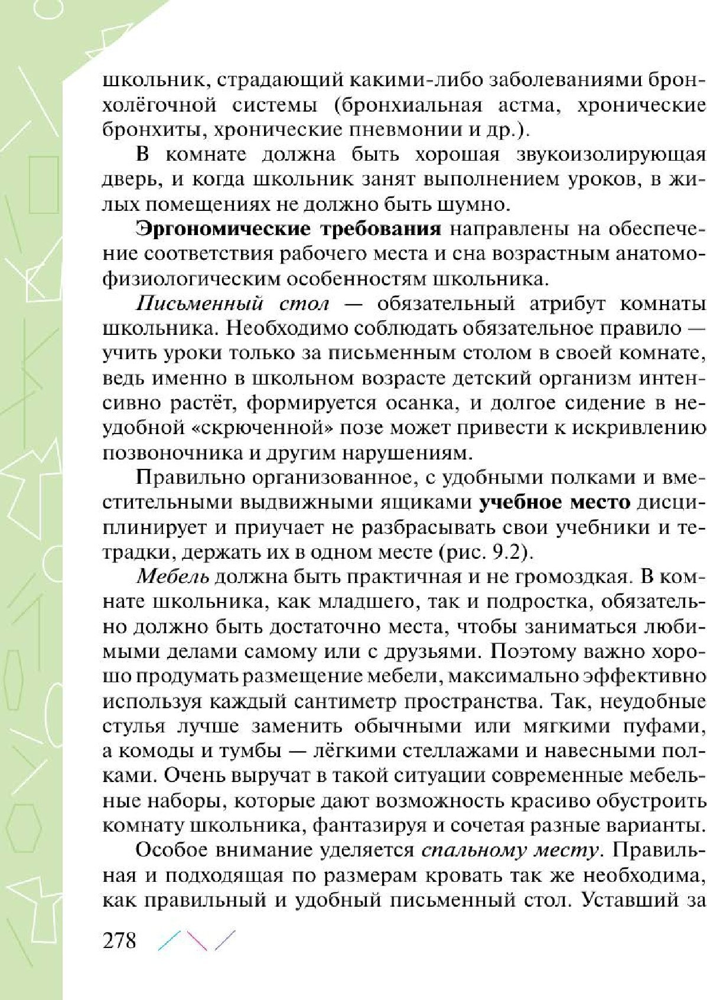 школьник, страдающий какими-либо заболеваниями брон-
холёгочной системы (бронхиальная астма, хронические
бронхиты, хронические пневмонии и др.).
В комнате должна быть хорошая звукоизолирующая
дверь, и когда школьник занят выполнением уроков, в жи-
лых помещениях не должно быть шумно.
Эргономические требования направлены на обеспече-
ние соответствия рабочего места и сна возрастным анатомо-
физиологическим особенностям школьника.
Письменный стол — обязательный атрибут комнаты
школьника. Необходимо соблюдать обязательное правило —
учить уроки только за письменным столом в своей комнате,
ведь именно в школьном возрасте детский организм интен-
сивно растёт, формируется осанка, и долгое сидение в не-
удобной «скрюченной» позе может привести к искривлению
позвоночника и другим нарушениям.
Правильно организованное, с удобными полками и вме-
стительными выдвижными ящиками учебное место дисци-
плинирует и приучает не разбрасывать свои учебники и те-
традки, держать их в одном месте (рис. 9.2).
Мебель должна быть практичная и не громоздкая. В ком-
нате школьника, как младшего, так и подростка, обязатель-
но должно быть достаточно места, чтобы заниматься люби-
мыми делами самому или с друзьями. Поэтому важно хоро-
шо продумать размещение мебели, максимально эффективно
используя каждый сантиметр пространства. Так, неудобные
стулья лучше заменить обычными или мягкими пуфами,
а комоды и тумбы — лёгкими стеллажами и навесными пол-
ками. Очень выручат в такой ситуации современные мебель-
ные наборы, которые дают возможность красиво обустроить
комнату школьника, фантазируя и сочетая разные варианты.
Особое внимание уделяется спальному месту. Правиль-
ная и подходящая по размерам кровать так же необходима,
как правильный и удобный письменный стол. Уставший за
278